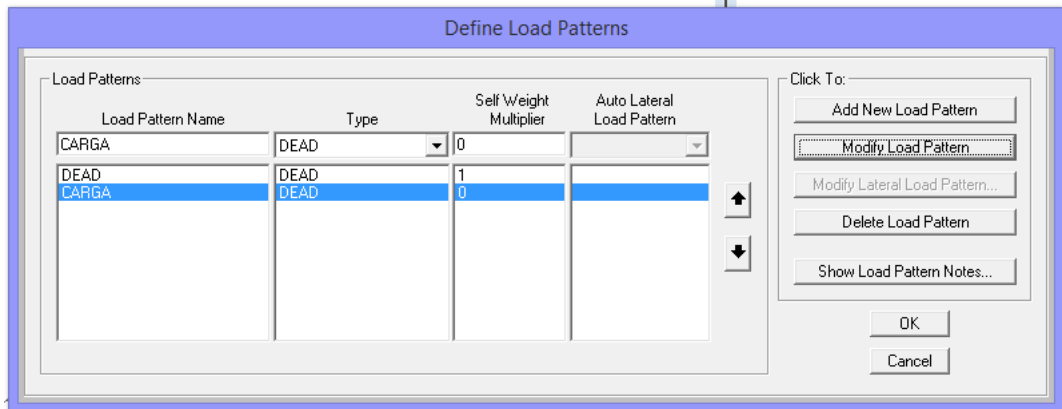 Define Load Patterns
Load Patterns
Click To:
Load Pattern Name
Type
Self Weight
Multiplier
Auto Lateral
Load Pattern
CARGA
DEAD
0
DEAD
DEAD
1
CARGA
DEAD
0
Add New Load Pattern
Modify Load Pattern
Modify Lateral Load Pattern...
Delete Load Pattern
Show Load Pattern Notes...
OK
Cancel